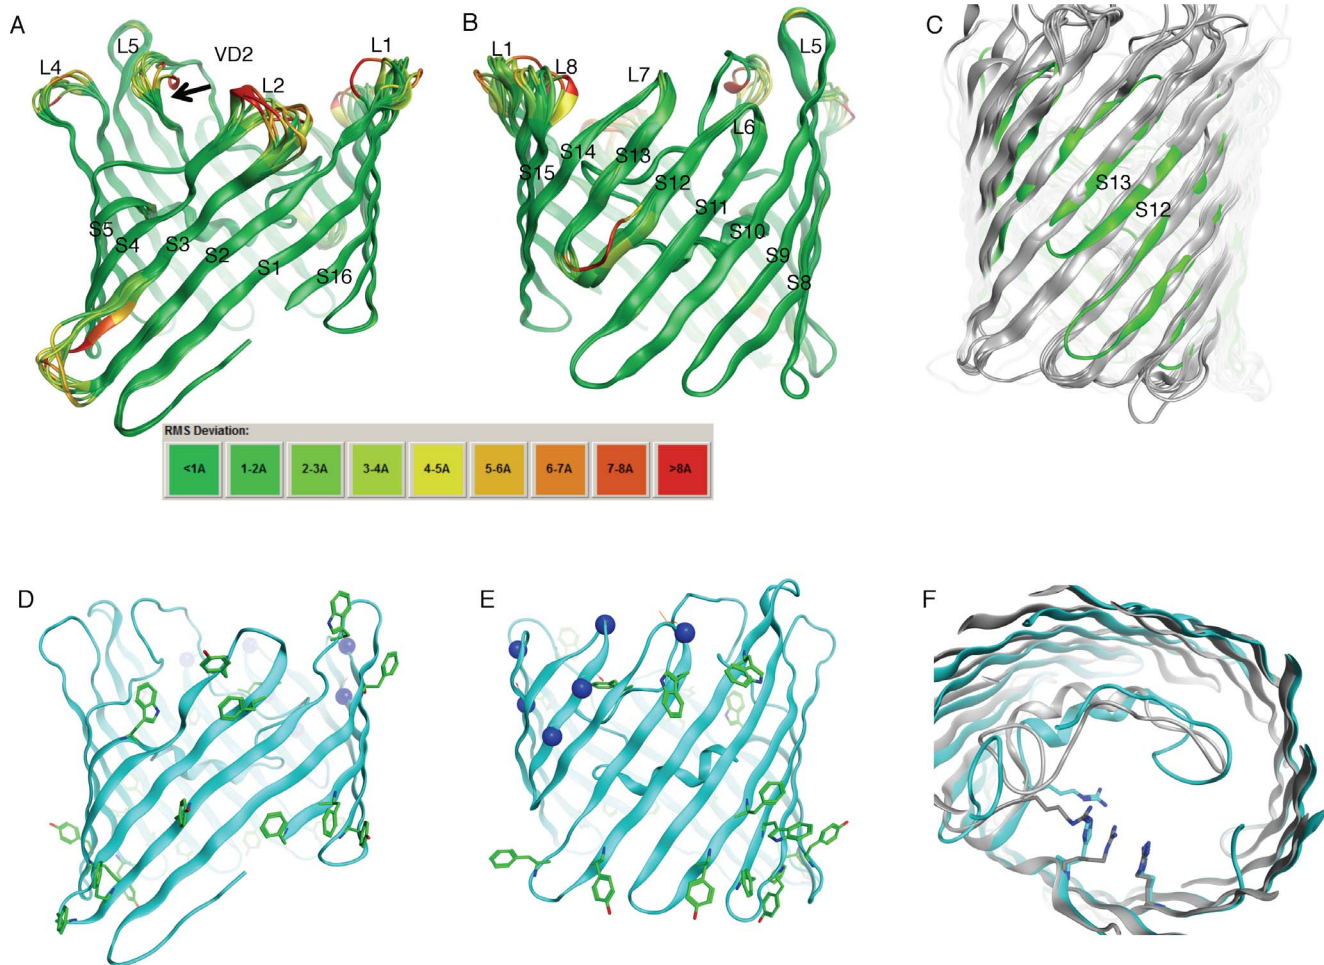 A
L4
L5
VD2
L2
L1
S5
S4
S3
S2
S1
S16
B
L1
L8
L7
L6
L5
S15
S14
S13
S12
S11
S10
S9
S8
C
S13
S12
RMS Deviation:
<1A 1-2A 2-3A 3-4A 4-5A 5-6A 6-7A 7-8A >8A
D
E
F